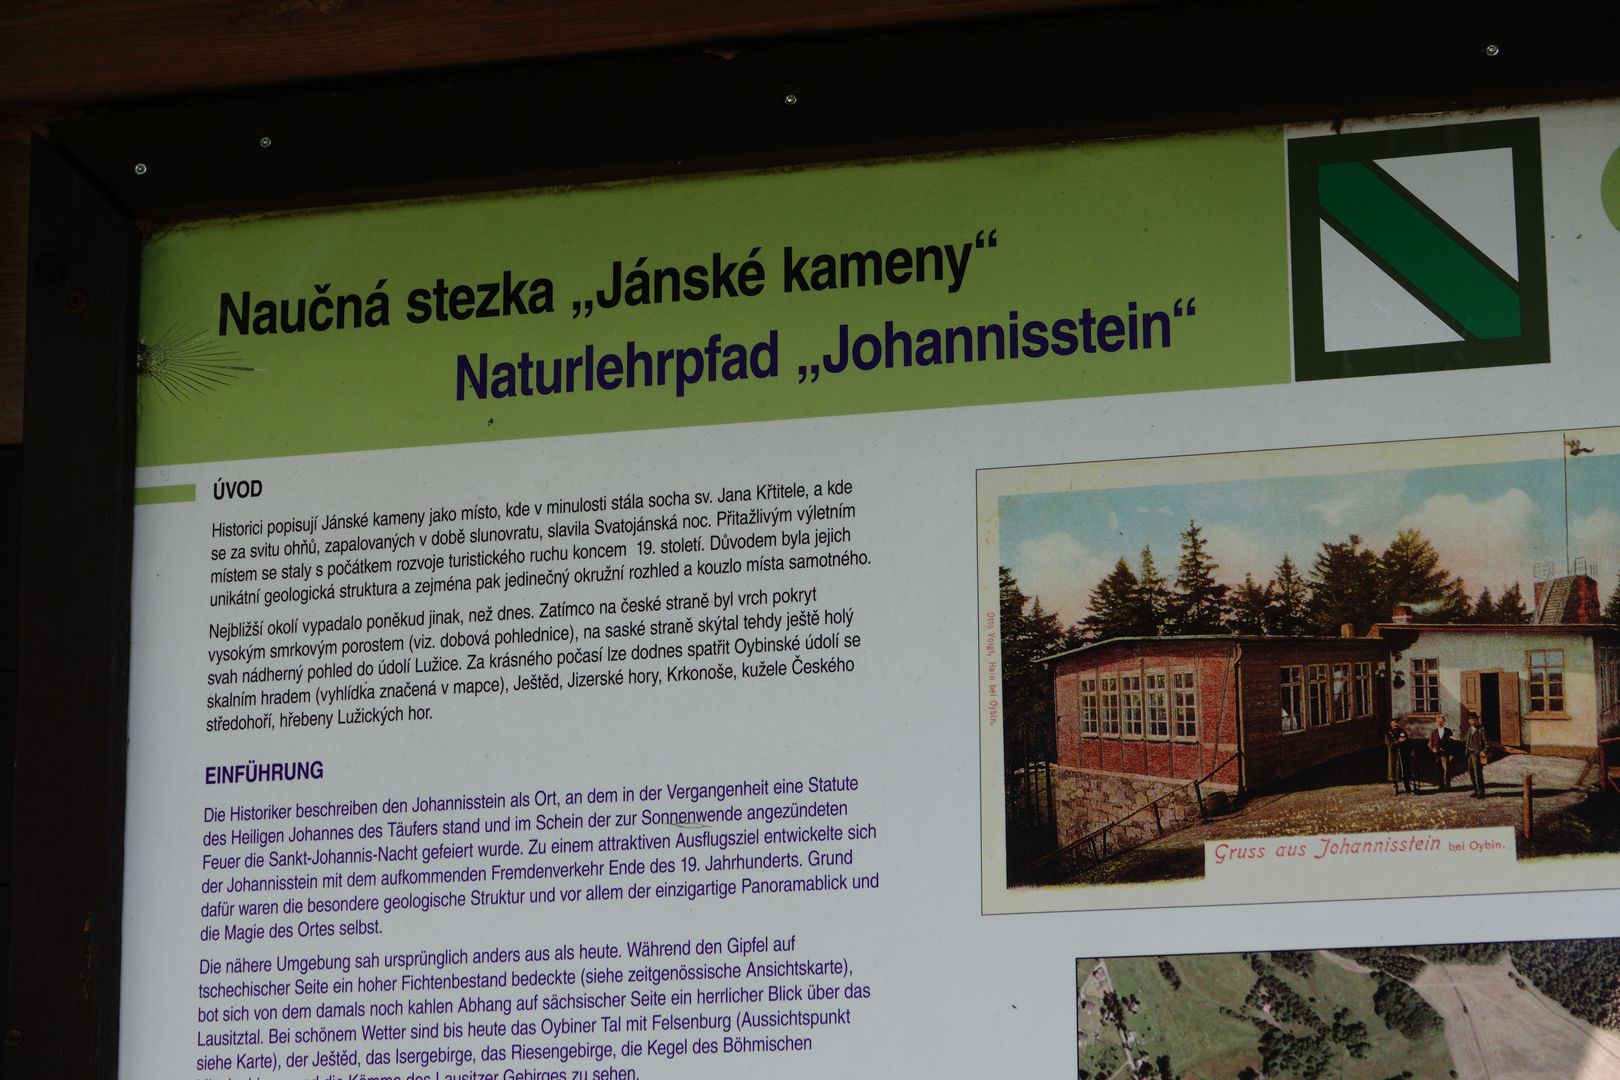 Naučná stezka „Jánské kameny“
Naturlehrpfad „Johannisstein“
ÚVOD
Historici popisují Jánské kameny jako místo, kde v minulosti stála socha sv. Jana Křtitele, a kde
se za svitu ohňů, zapalovaných v době slunovratu, slavila Svatojánská noc. Přitažlivým výletním
místem se staly s počátkem rozvoje turistického ruchu koncem 19. století. Důvodem byla jejich
unikátní geologická struktura a zejména pak jedinečný okružní rozhled a kouzlo místa samotného.
Nejbližší okolí vypadalo poněkud jinak, než dnes. Zatímco na české straně byl vrch pokryt
vysokým smrkovým porostem (viz. dobová pohlednice), na saské straně skýtal tehdy ještě holý
svah nádherný pohled do údolí Lužice. Za krásného počasí lze dodnes spatřit Oybinské údolí se
skalním hradem (vyhlídka značená v mapce), Ještěd, Jizerské hory, Krkonoše, kužele Českého
středohoří, hřebeny Lužických hor.
EINFÜHRUNG
Die Historiker beschreiben den Johannisstein als Ort, an dem in der Vergangenheit eine Statute
des Heiligen Johannes des Täufers stand und im Schein der zur Sonnenwende angezündeten
Feuer die Sankt-Johannis-Nacht gefeiert wurde. Zu einem attraktiven Ausflugsziel entwickelte sich
der Johannisstein mit dem aufkommenden Fremdenverkehr Ende des 19. Jahrhunderts. Grund
dafür waren die besondere geologische Struktur und vor allem der einzigartige Panoramablick und
die Magie des Ortes selbst.
Die nähere Umgebung sah ursprünglich anders aus als heute. Während den Gipfel auf
tschechischer Seite ein hoher Fichtenbestand bedeckte (siehe zeitgenössische Ansichtskarte),
bot sich von dem damals noch kahlen Abhang auf sächsischer Seite ein herrlicher Blick über das
Lausitztal. Bei schönem Wetter sind bis heute das Oybiner Tal mit Felsenburg (Aussichtspunkt
siehe Karte), der Ještěd, das Isergebirge, das Riesengebirge, die Kegel des Böhmischen
und die Kämme des Lausitzer Gebirges zu sehen.
Otto Voigt, Hain bei Oybin.
Gruss aus Johannisstein bei Oybin.